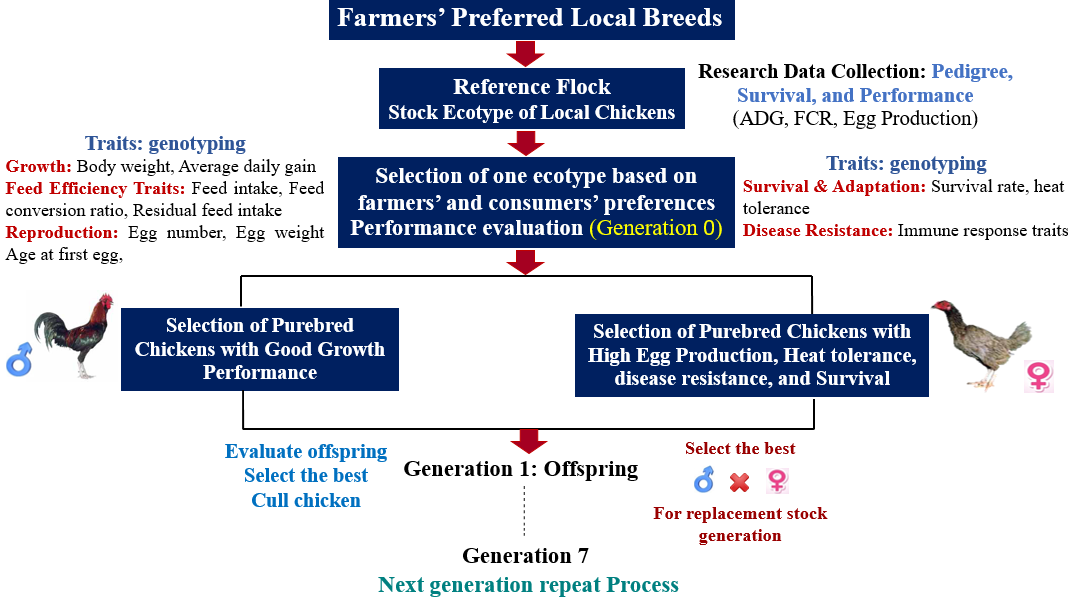 Farmers' Preferred Local Breeds
Reference Flock
Stock Ecotype of Local Chickens
Research Data Collection: Pedigree,
Survival, and Performance
(ADG, FCR, Egg Production)
Traits: genotyping
Growth: Body weight, Average daily gain
Feed Efficiency Traits: Feed intake, Feed
conversion ratio, Residual feed intake
Reproduction: Egg number, Egg weight
Age at first egg,
Selection of one ecotype based on
farmers' and consumers' preferences
Performance evaluation (Generation 0)
Traits: genotyping
Survival & Adaptation: Survival rate, heat
tolerance
Disease Resistance: Immune response traits
Selection of Purebred
Chickens with Good Growth
Performance
Selection of Purebred Chickens with
High Egg Production, Heat tolerance,
disease resistance, and Survival
Evaluate offspring
Select the best
Cull chicken
Generation 1: Offspring
Select the best
For replacement stock
generation
Generation 7
Next generation repeat Process